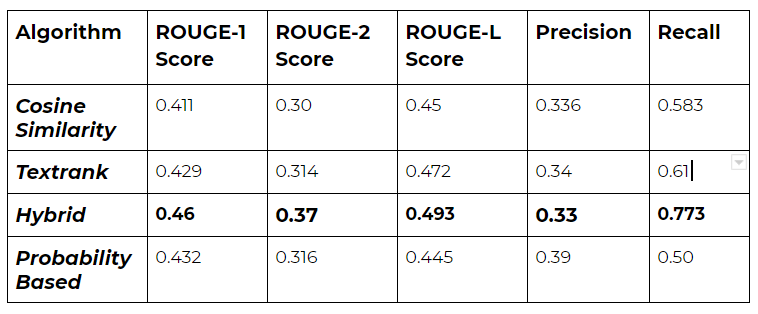 Algorithm ROUGE-1 ROUGE-2 ROUGE-L Precision Recall
Score Score Score
Cosine 0.411 0.30 0.45 0.336 0.583
Similarity
Textrank 0.429 0.314 0.472 0.34 0.61
Hybrid 0.46 0.37 0.493 0.33 0.773
Probability 0.432 0.316 0.445 0.39 0.50
Based